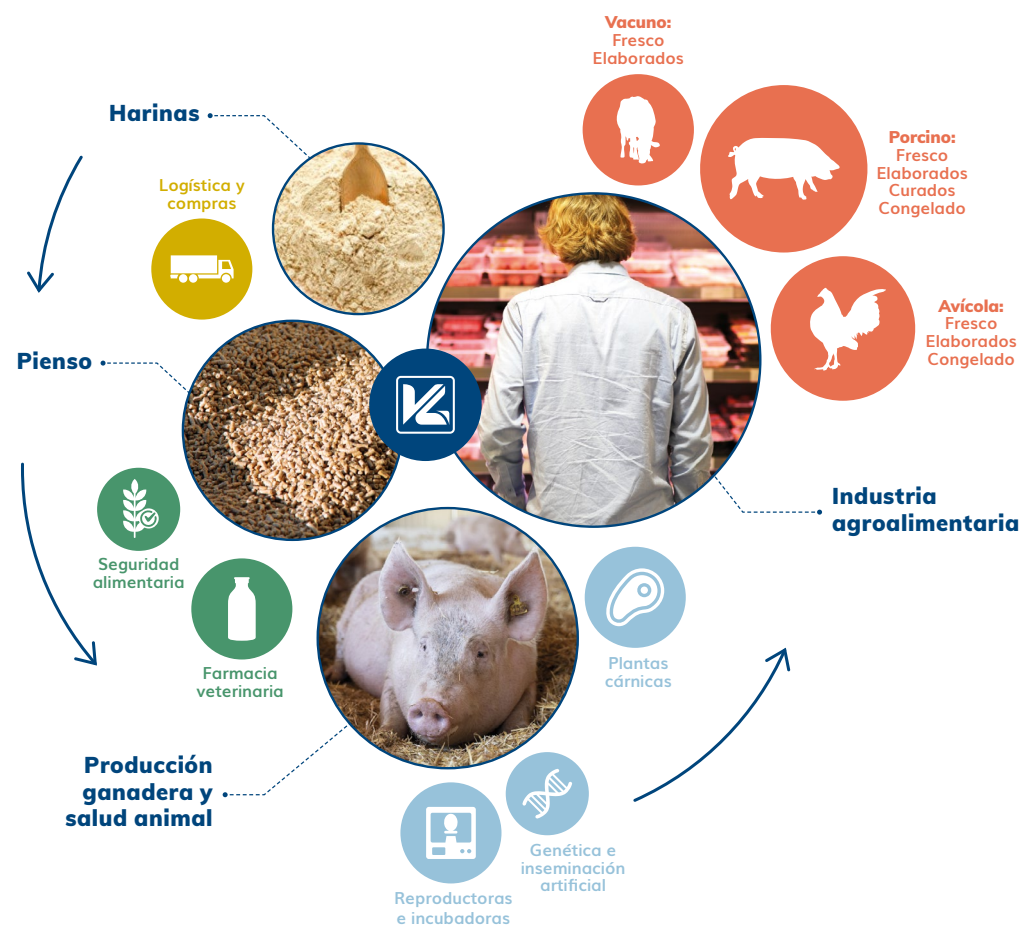 Vacuno:
Fresco
Elaborados
Harinas
Porcino:
Fresco
Elaborados
Curados
Congelado
Logística y
compras
Avícola:
Fresco
Elaborados
Congelado
Pienso
Industria
agroalimentaria
Seguridad
alimentaria
Farmacia
veterinaria
Plantas
cárnicas
Producción
ganadera y
salud animal
Genética e
inseminación
artificial
Reproductoras
e incubadoras